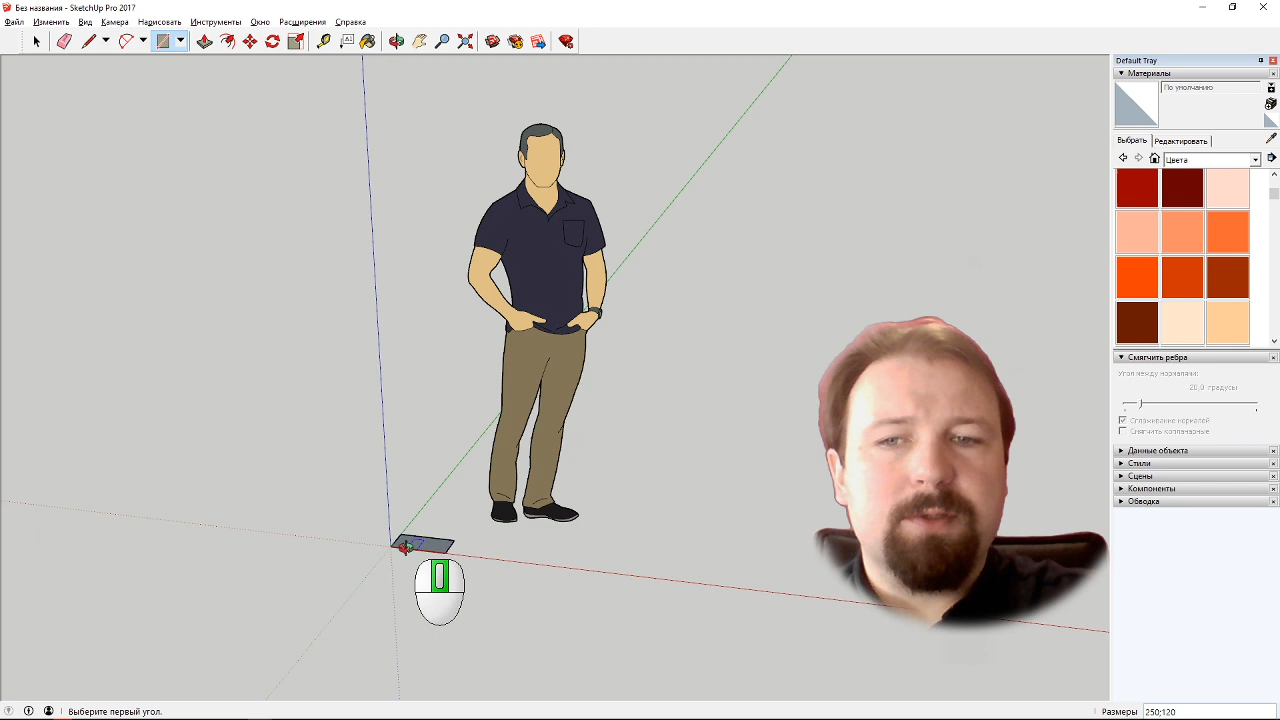 Без названия - SketchUp Pro 2017
Файл Изменить Вид Камера Нарисовать Инструменты Окно Расширения Справка
A1
Default Tray
Материалы
По умолчанию
Выбрать Редактировать
Цвета
Смягчить ребра
Угол между нормалями:
20,0 градусы
Сглаживание нормалей
Смягчить копланарные
Данные объекта
Стили
Сцены
Компоненты
Обводка
Выберите первый угол.
Размеры 250;120